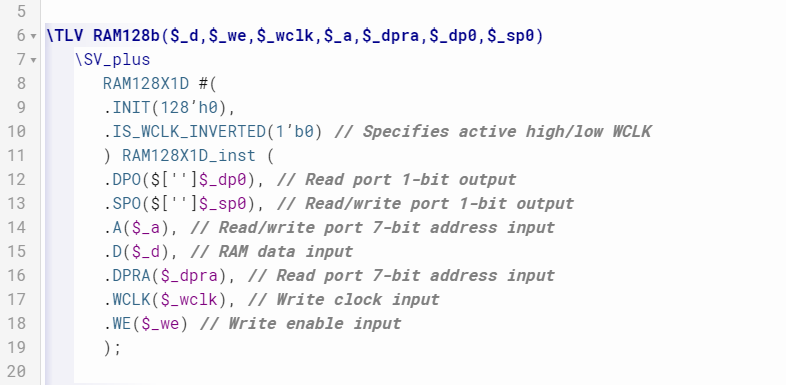 5
6 \TLV RAM128b($_d,$_we,$_wclk,$_a,$_dpra,$_dp0,$_sp0)
7 \SV_plus
8 RAM128X1D #(
9 .INIT(128'h0),
10 .IS_WCLK_INVERTED(1'b0) // Specifies active high/low WCLK
11 ) RAM128X1D_inst (
12 .DPO($['']$_dp0), // Read port 1-bit output
13 .SPO($['']$_sp0), // Read/write port 1-bit output
14 .A($_a), // Read/write port 7-bit address input
15 .D($_d), // RAM data input
16 .DPRA($_dpra), // Read port 7-bit address input
17 .WCLK($_wclk), // Write clock input
18 .WE($_we) // Write enable input
19 );
20